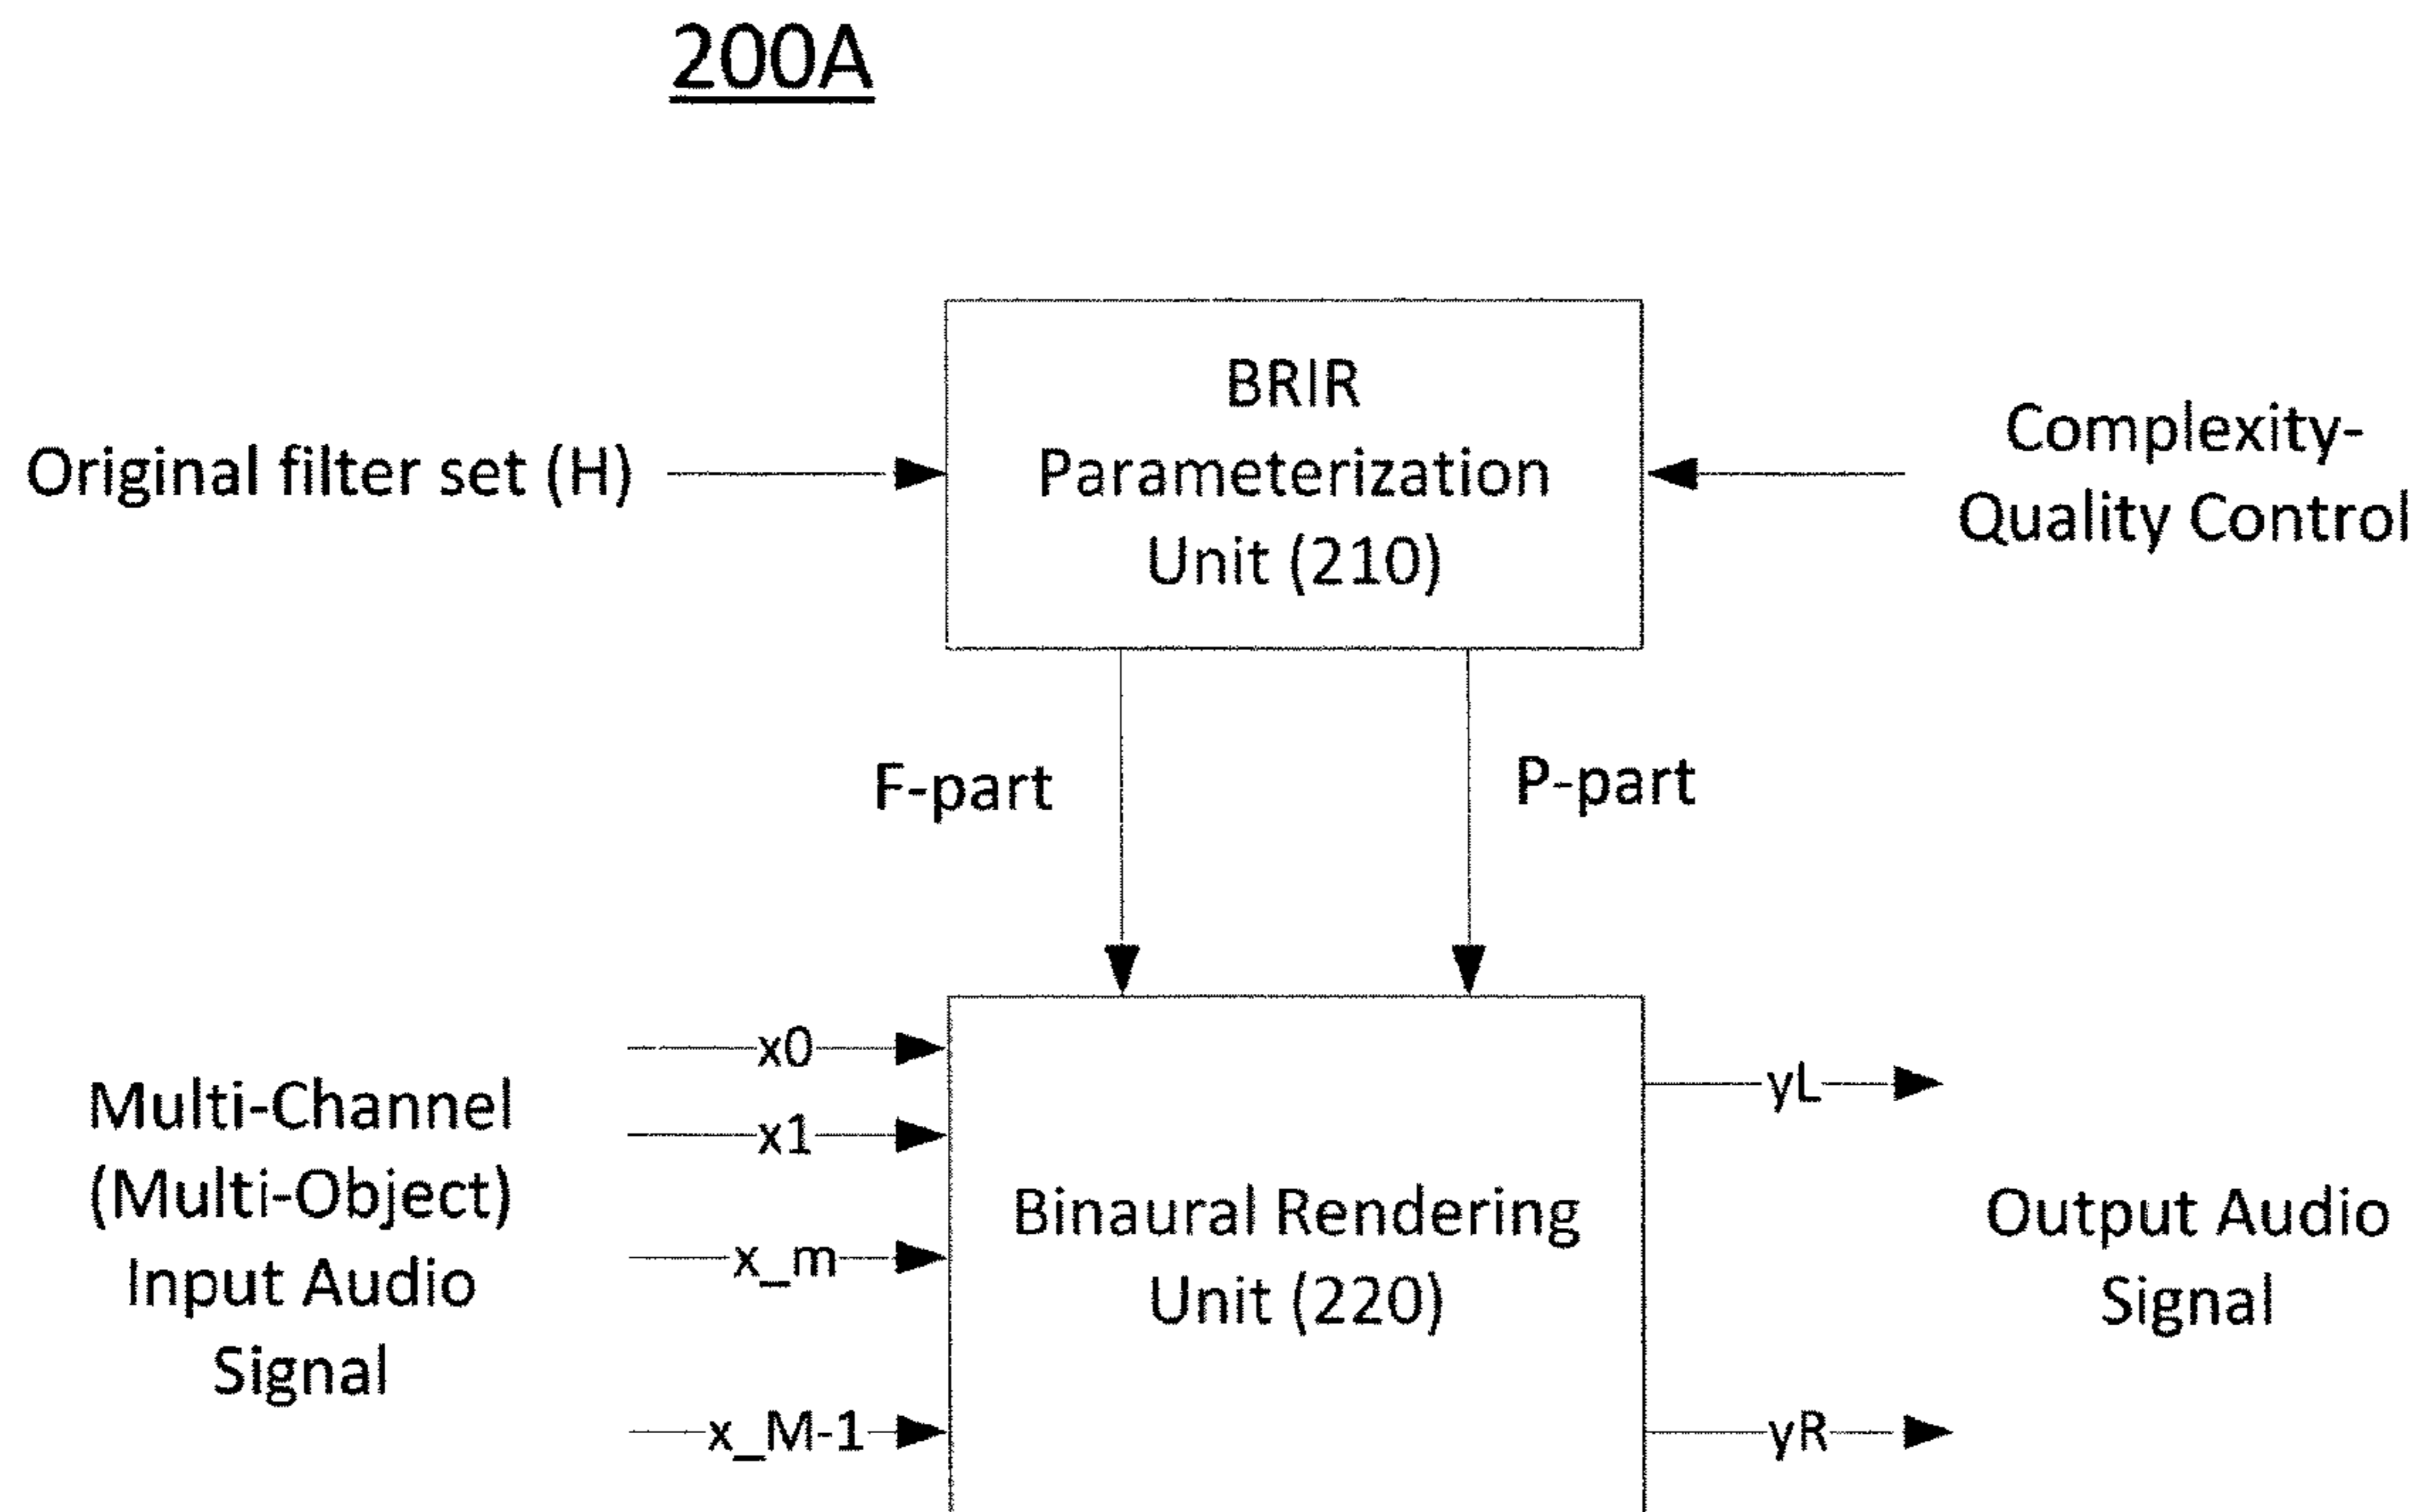 200A
BRIR
Parameterization
Unit (210)
Original filter set (H)
Complexity-
Quality Control
F-part
P-part
Multi-Channel
(Multi-Object)
Input Audio
Signal
x0
x1
x_m
x_M-1
Binaural Rendering
Unit (220)
yL
yR
Output Audio
Signal